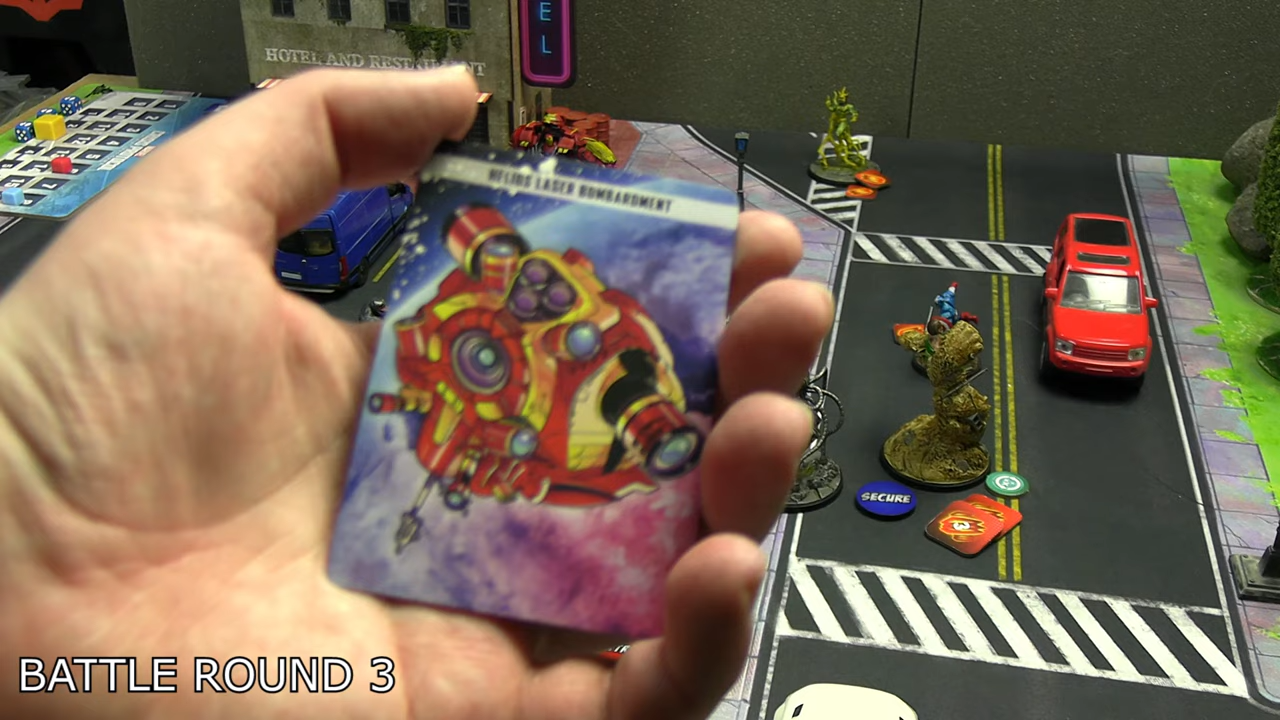 HOTEL AND RESTAURANT
EL
HELIOS LASER BOMBARDMENT
SECURE
BATTLE ROUND 3